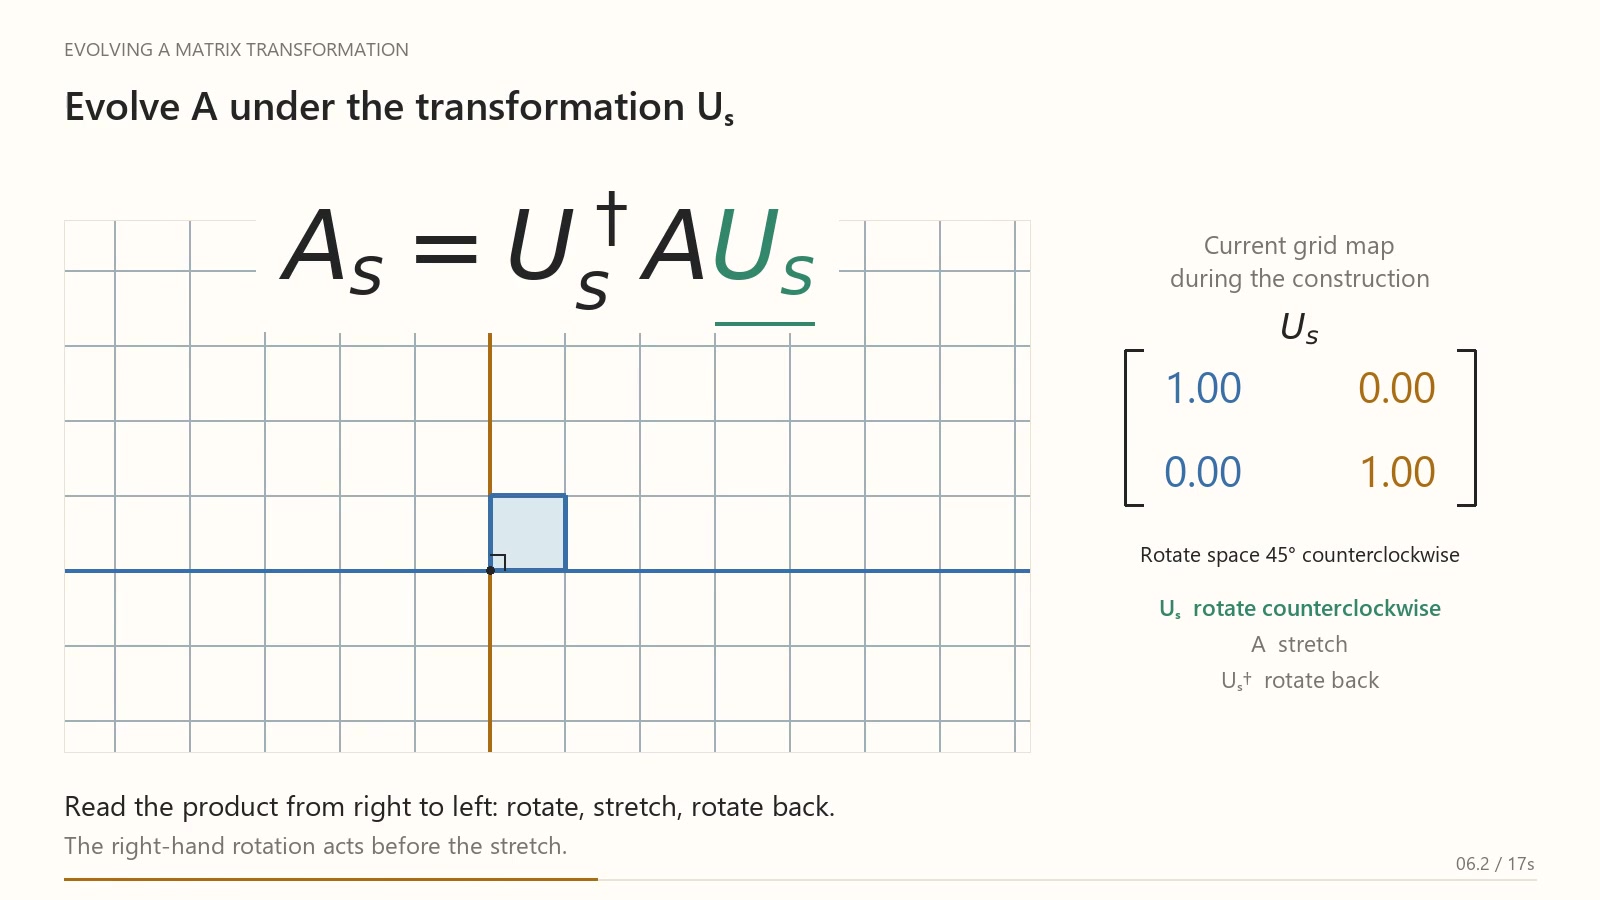 EVOLVING A MATRIX TRANSFORMATION
Evolve A under the transformation Uₛ
Aₛ = Uₛ† A Uₛ
Current grid map
during the construction
Uₛ
1.00 0.00
0.00 1.00
Rotate space 45° counterclockwise
Uₛ rotate counterclockwise
A stretch
Uₛ† rotate back
Read the product from right to left: rotate, stretch, rotate back.
The right-hand rotation acts before the stretch.
06.2 / 17s